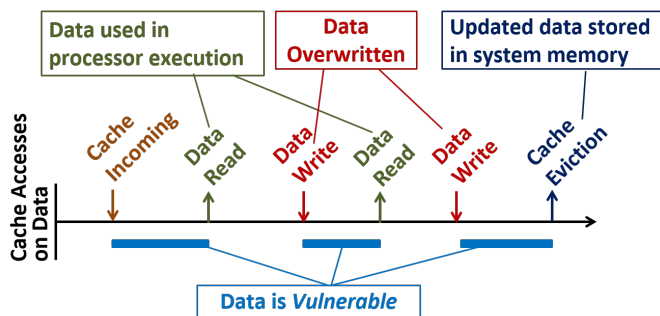 Data used in
processor execution
Data
Overwritten
Updated data stored
in system memory
Cache
Incoming
Data
Read
Data
Write
Data
Read
Data
Write
Cache
Eviction
Cache Accesses
on Data
Data is Vulnerable